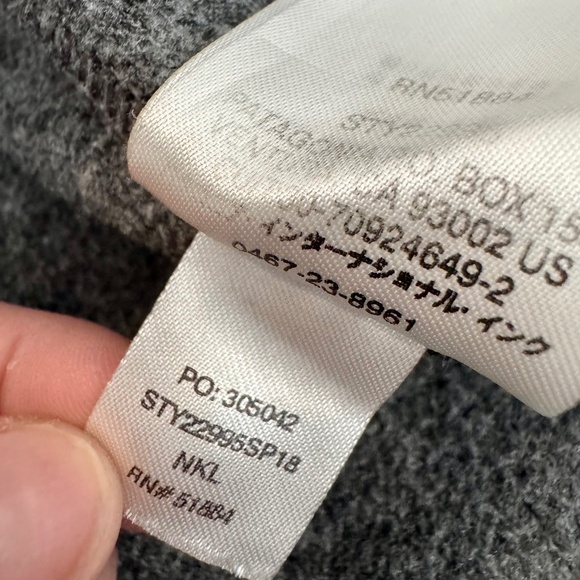 RN51884
BOX 15
CA 93002 US
0-70924649-2
インターナショナル・インク
0467-23-8961
PO: 305042
STY22995SP18
NKL
RN# 51884